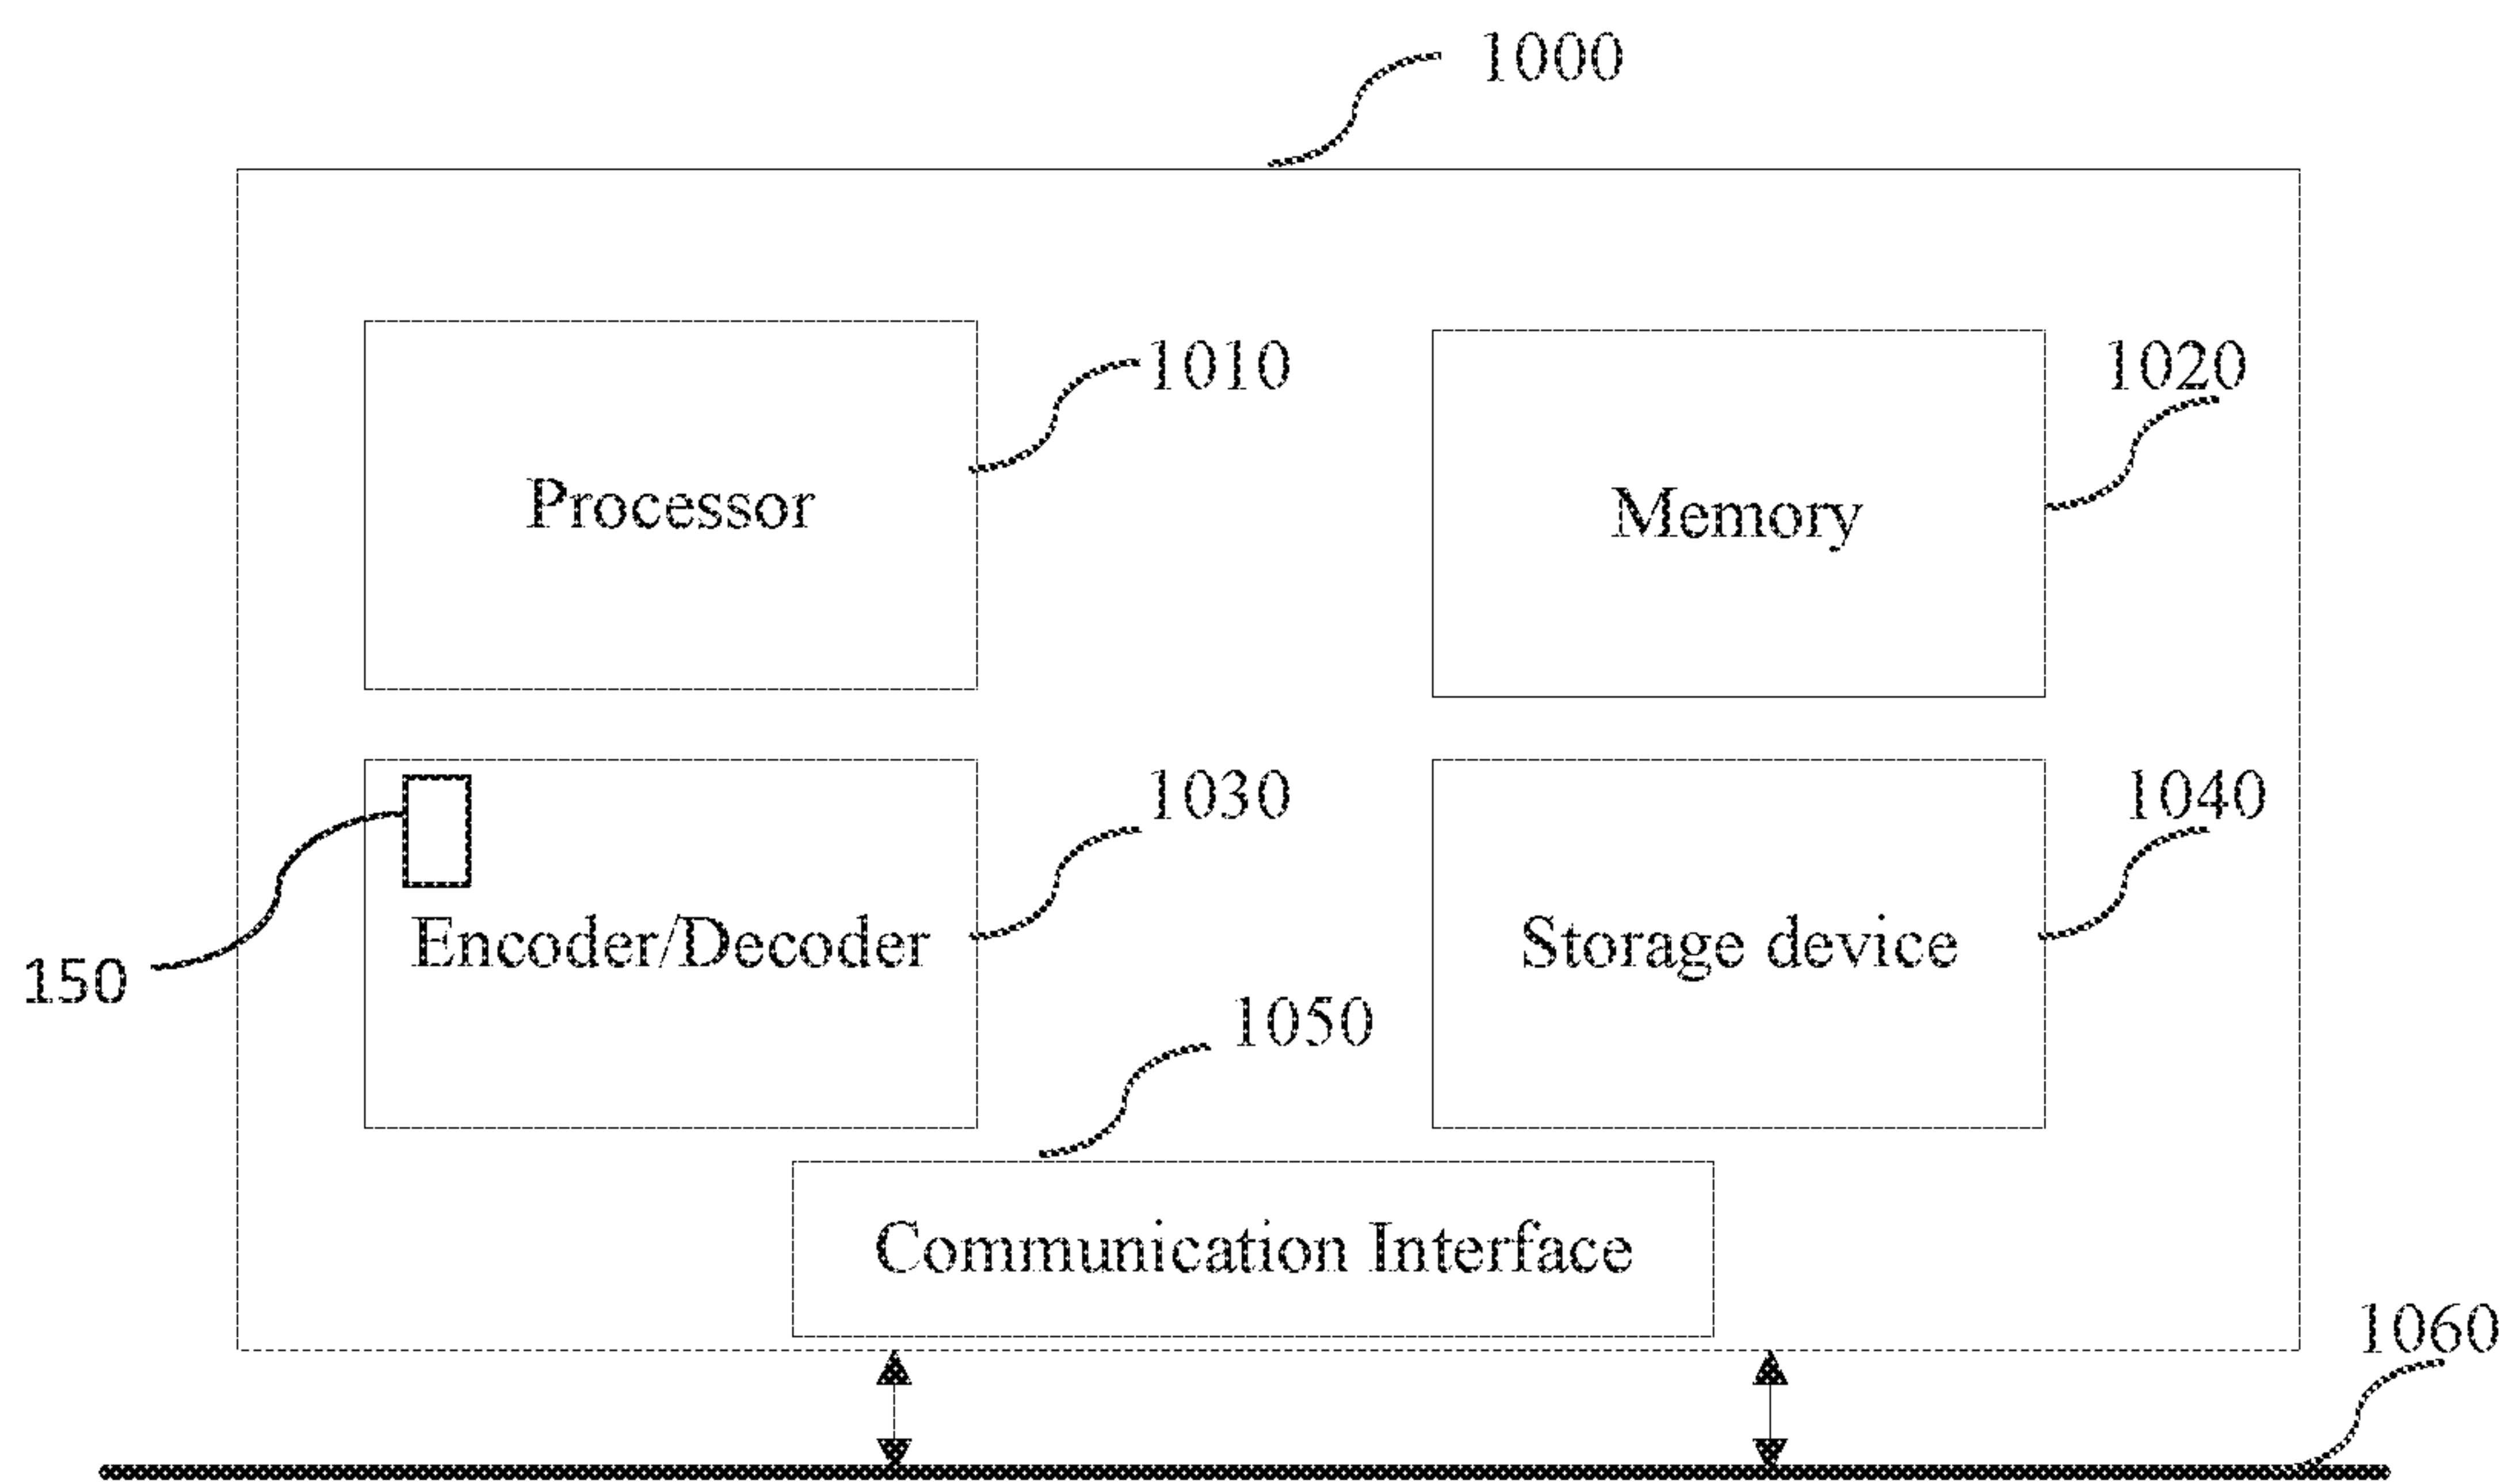 1000
1010
1020
Processor
Memory
1030
1040
Encoder/Decoder
Storage device
150
1050
Communication Interface
1060